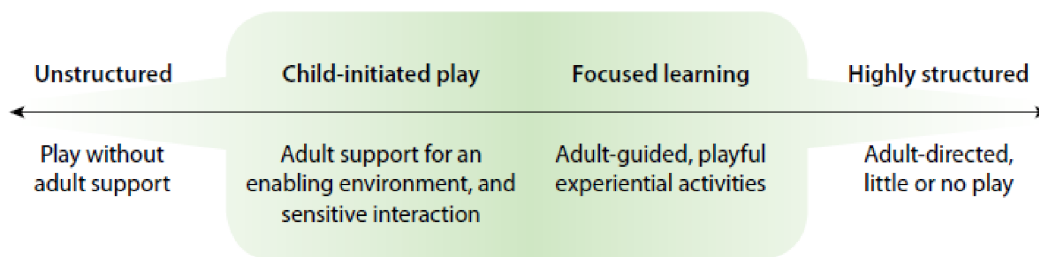 Unstructured
Child-initiated play
Focused learning
Highly structured
Play without
adult support
Adult support for an
enabling environment, and
sensitive interaction
Adult-guided, playful
experiential activities
Adult-directed,
little or no play